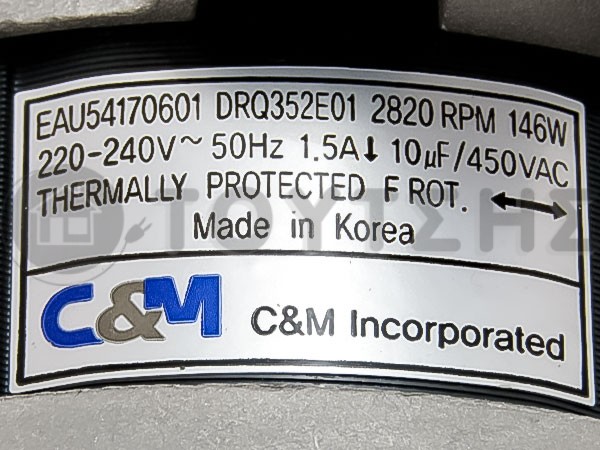 EAU54170601 DRQ352E01 2820 RPM 146W
220-240V~ 50Hz 1.5A↓ 10µF/450VAC
THERMALLY PROTECTED F ROT. ↔
Made in Korea
C&M C&M Incorporated
ΤΟΥΤΣΗΣ